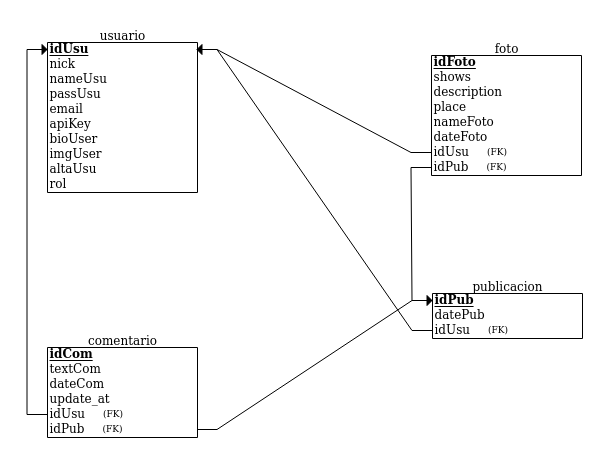 usuario
idUsu
nick
nameUsu
passUsu
email
apiKey
bioUser
imgUser
altaUsu
rol
foto
idFoto
shows
description
place
nameFoto
dateFoto
idUsu (FK)
idPub (FK)
publicacion
idPub
datePub
idUsu (FK)
comentario
idCom
textCom
dateCom
update_at
idUsu (FK)
idPub (FK)